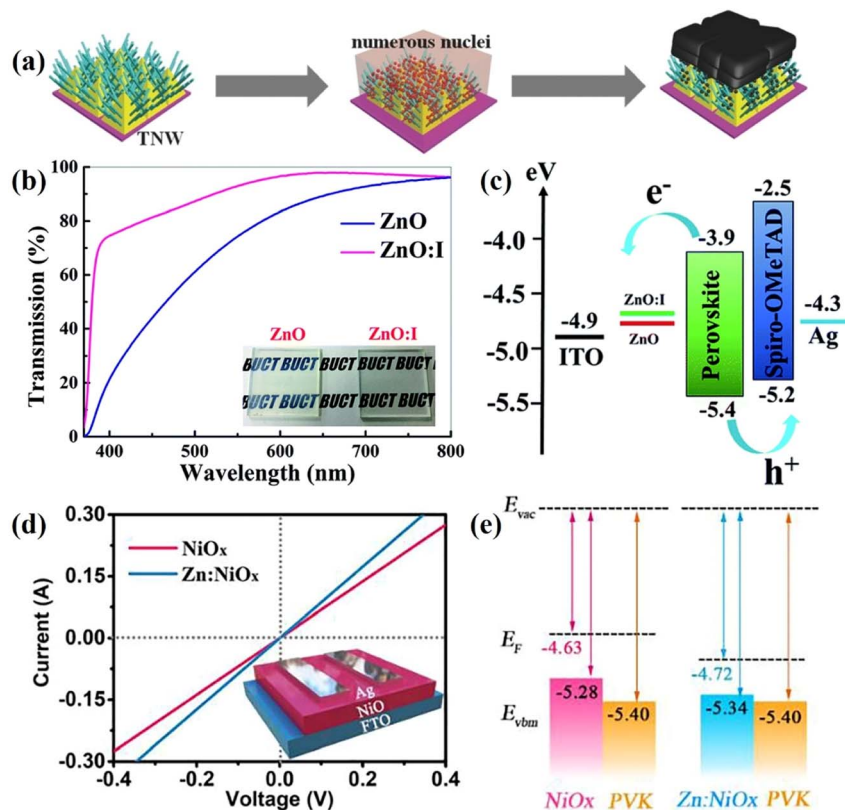 (a)
TNW
numerous nuclei
(b)
100
80
60
40
20
0
Transmission (%)
ZnO
ZnO:I
ZnO
ZnO:I
BUCT BUCT BUCT BUCT
BUCT BUCT BUCT BUCT
400
500
600
700
800
Wavelength (nm)
(c)
eV
-4.0
-4.5
-5.0
-5.5
e-
-4.9
ITO
ZnO:I
ZnO
-3.9
Perovskite
-5.4
-2.5
Spiro-OMeTAD
-5.2
-4.3
Ag
h+
(d)
0.30
0.15
0.00
-0.15
-0.30
Current (A)
NiOx
Zn:NiOx
Ag
NiO
FTO
-0.4
-0.2
0.0
0.2
0.4
Voltage (V)
(e)
Evac
EF
Evbm
-4.63
-4.72
-5.28
-5.40
-5.34
-5.40
NiOx PVK Zn:NiOx PVK